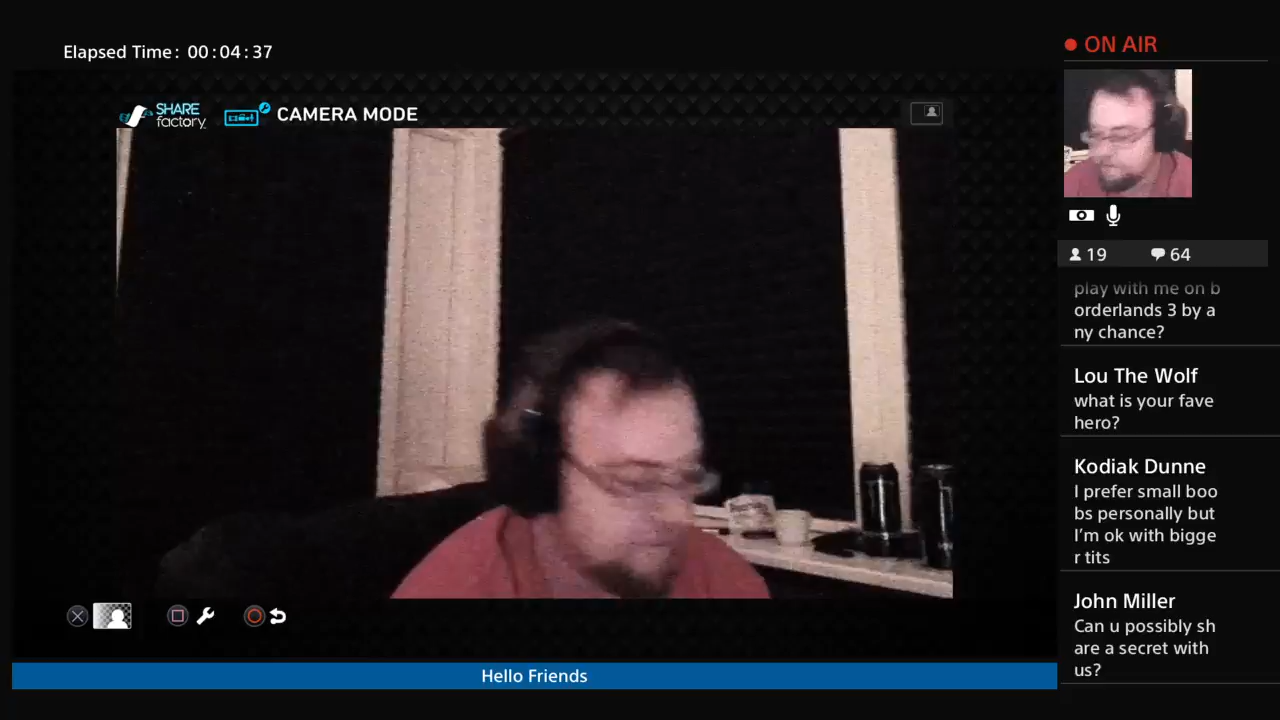 Elapsed Time: 00:04:37
ON AIR
SHARE
factory
CAMERA MODE
19
64
play with me on b
orderlands 3 by a
ny chance?
Lou The Wolf
what is your fave
hero?
Kodiak Dunne
I prefer small boo
bs personally but
I'm ok with bigge
r tits
John Miller
Can u possibly sh
are a secret with
us?
Hello Friends